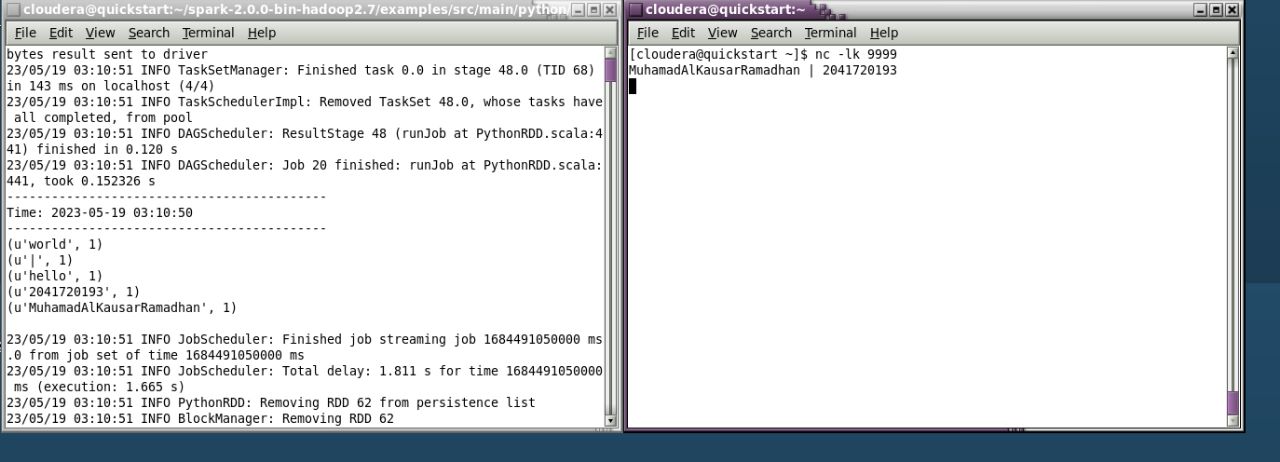 cloudera@quickstart:~/spark-2.0.0-bin-hadoop2.7/examples/src/main/python
File Edit View Search Terminal Help
bytes result sent to driver
23/05/19 03:10:51 INFO TaskSetManager: Finished task 0.0 in stage 48.0 (TID 68)
in 143 ms on localhost (4/4)
23/05/19 03:10:51 INFO TaskSchedulerImpl: Removed TaskSet 48.0, whose tasks have
 all completed, from pool
23/05/19 03:10:51 INFO DAGScheduler: ResultStage 48 (runJob at PythonRDD.scala:4
41) finished in 0.120 s
23/05/19 03:10:51 INFO DAGScheduler: Job 20 finished: runJob at PythonRDD.scala:
441, took 0.152326 s
-------------------------------------------
Time: 2023-05-19 03:10:50
-------------------------------------------
(u'world', 1)
(u'|', 1)
(u'hello', 1)
(u'2041720193', 1)
(u'MuhamadAlKausarRamadhan', 1)
23/05/19 03:10:51 INFO JobScheduler: Finished job streaming job 1684491050000 ms
.0 from job set of time 1684491050000 ms
23/05/19 03:10:51 INFO JobScheduler: Total delay: 1.811 s for time 1684491050000
 ms (execution: 1.665 s)
23/05/19 03:10:51 INFO PythonRDD: Removing RDD 62 from persistence list
23/05/19 03:10:51 INFO BlockManager: Removing RDD 62
cloudera@quickstart:~
File Edit View Search Terminal Help
[cloudera@quickstart ~]$ nc -lk 9999
MuhamadAlKausarRamadhan | 2041720193